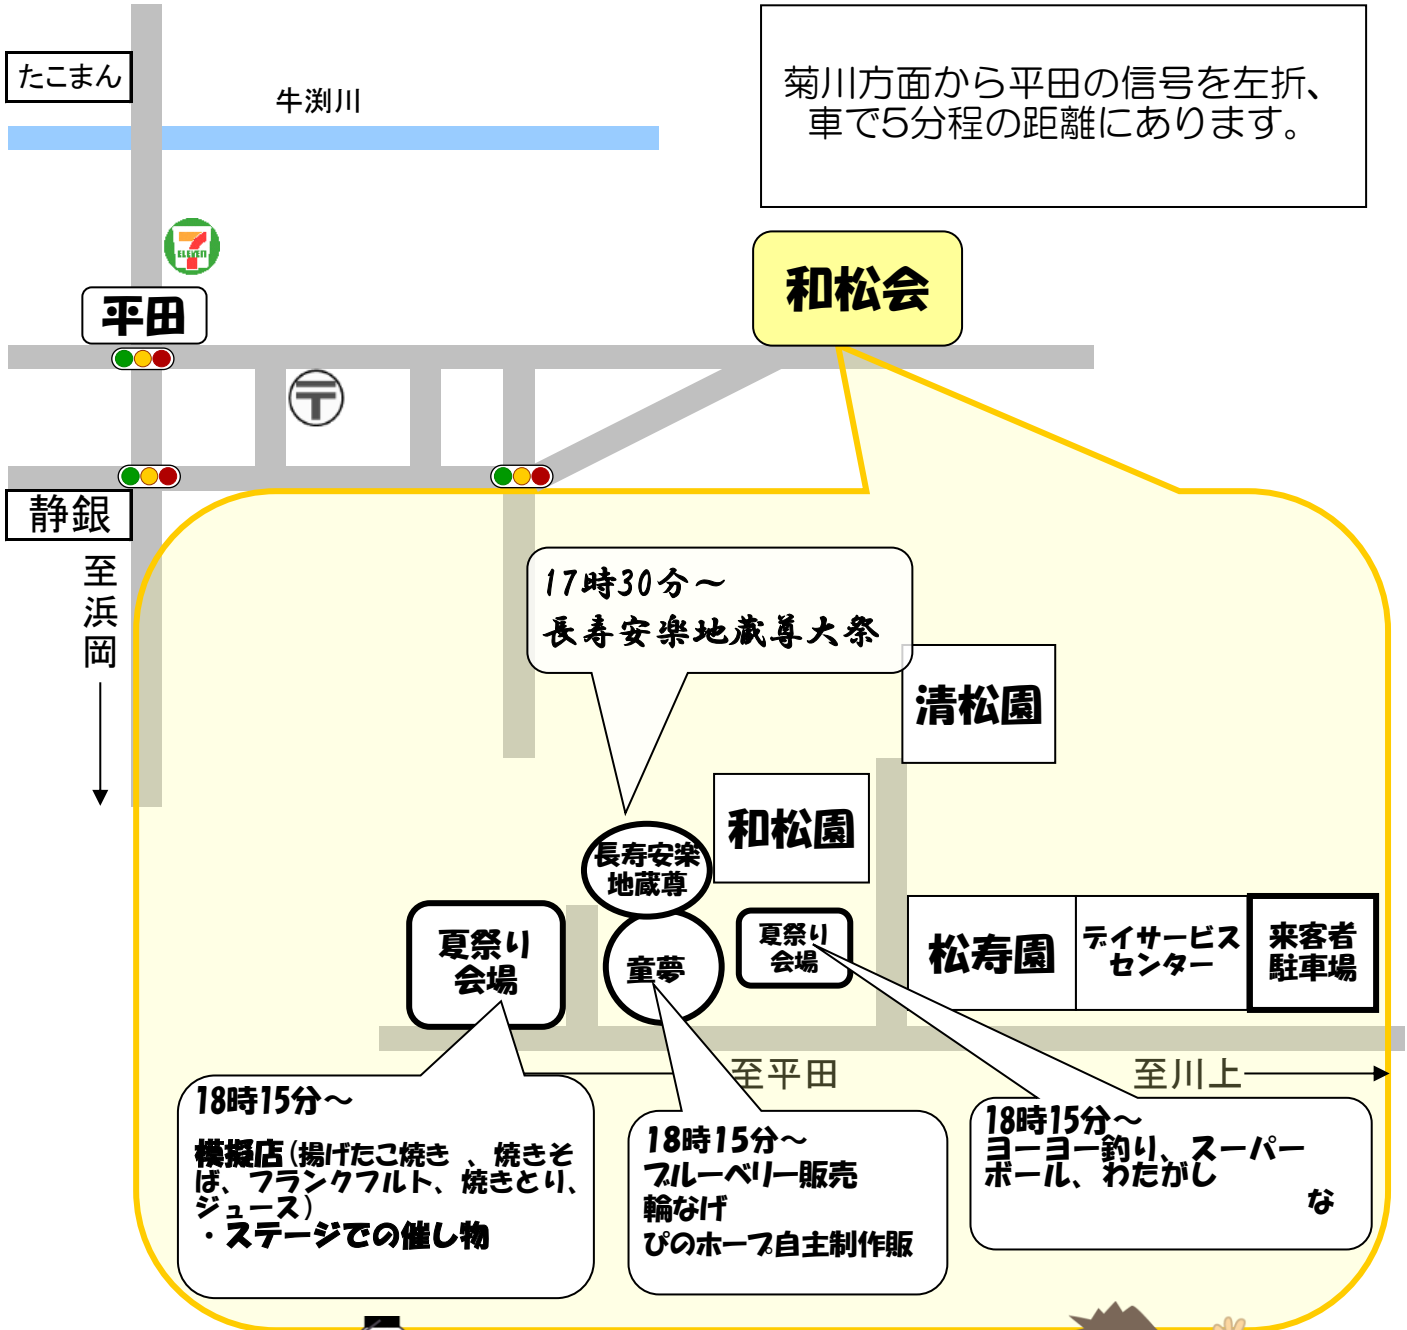 たこまん
牛渕川
菊川方面から平田の信号を左折、
車で5分程の距離にあります。
7
ELEVEN
平田
和松会
〒
静銀
至浜岡
17時30分~
長寿安楽地蔵尊大祭
清松園
和松園
長寿安楽
地蔵尊
夏祭り
会場
童夢
夏祭り
会場
松寿園
デイサービス
センター
来客者
駐車場
至平田
至川上
18時15分~
模擬店(揚げたこ焼き 、焼きそ
ば、フランクフルト、焼きとり、
ジュース)
・ステージでの催し物
18時15分~
ブルーベリー販売
輪なげ
ぴのホープ自主制作販
18時15分~
ヨーヨー釣り、スーパー
ボール、わたがし
な